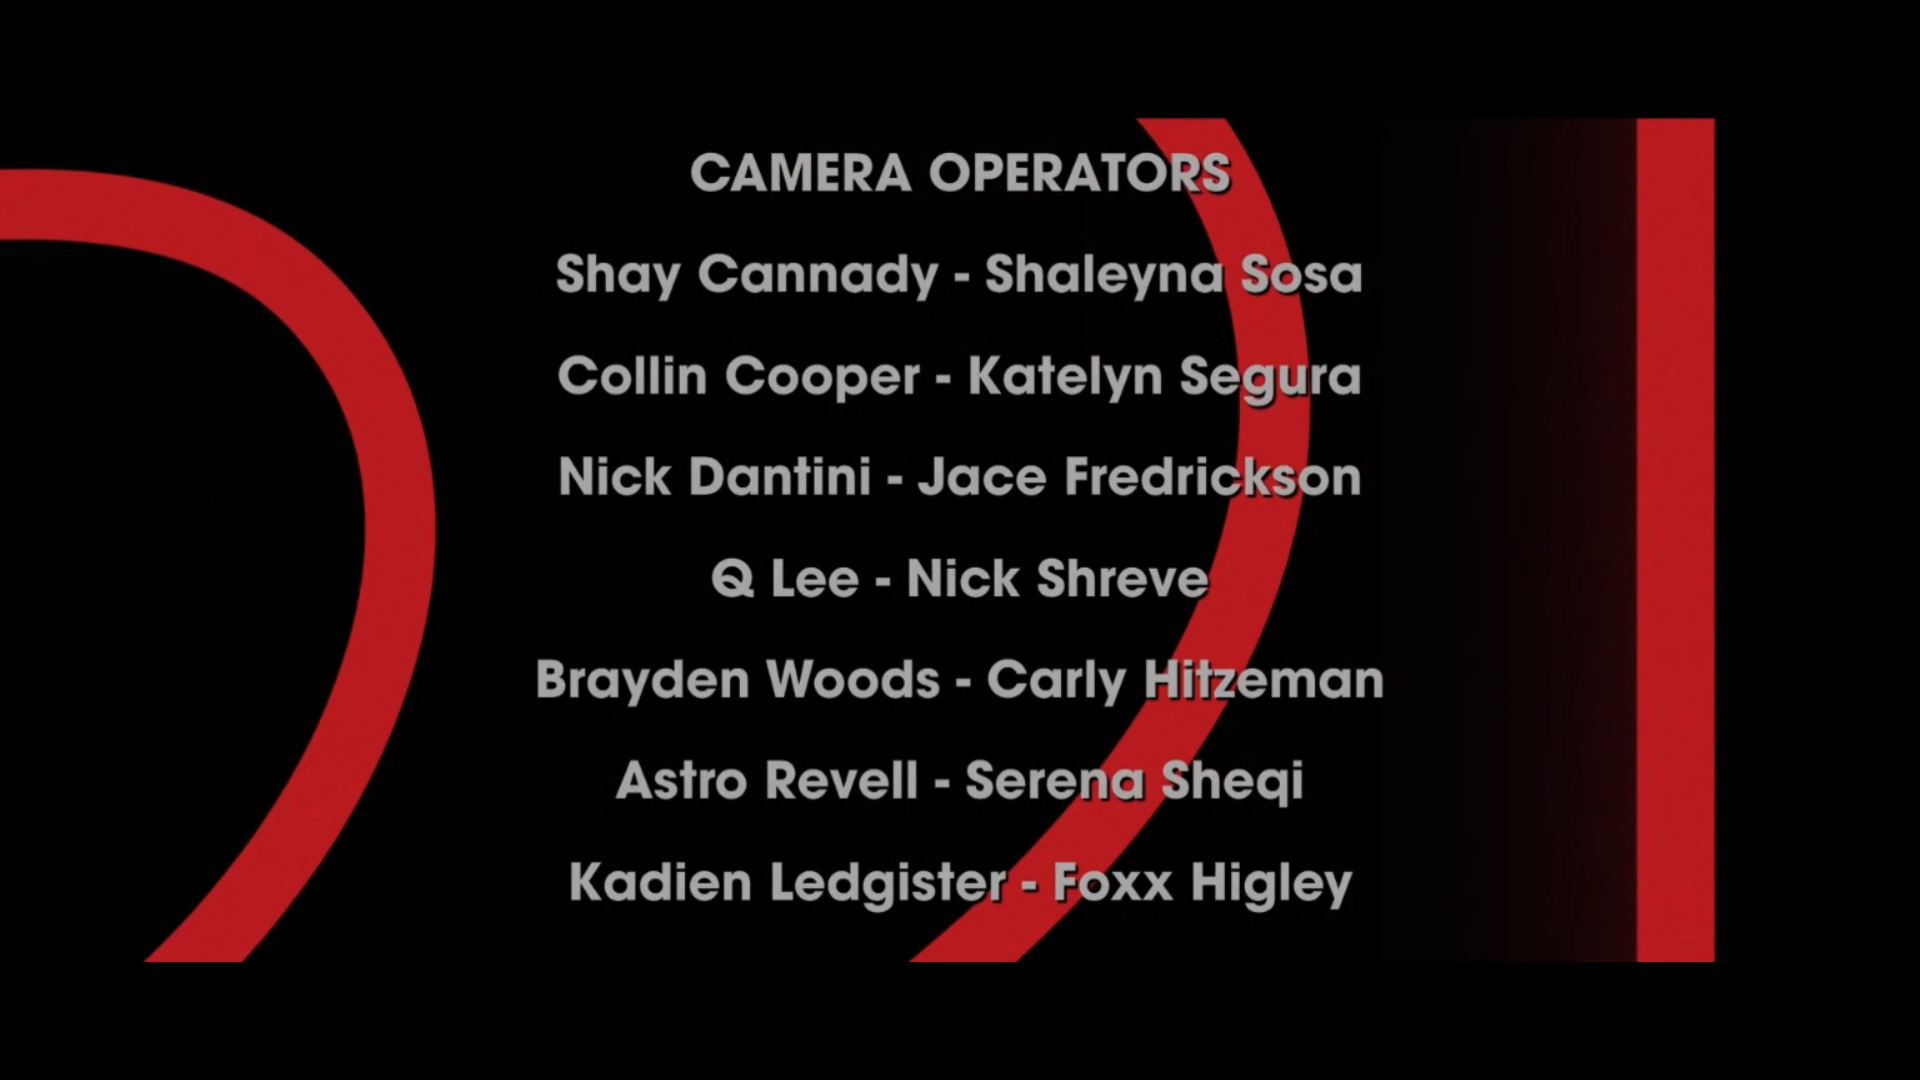 CAMERA OPERATORS
Shay Cannady - Shaleyna Sosa
Collin Cooper - Katelyn Segura
Nick Dantini - Jace Fredrickson
Q Lee - Nick Shreve
Brayden Woods - Carly Hitzeman
Astro Revell - Serena Sheqi
Kadien Ledgister - Foxx Higley